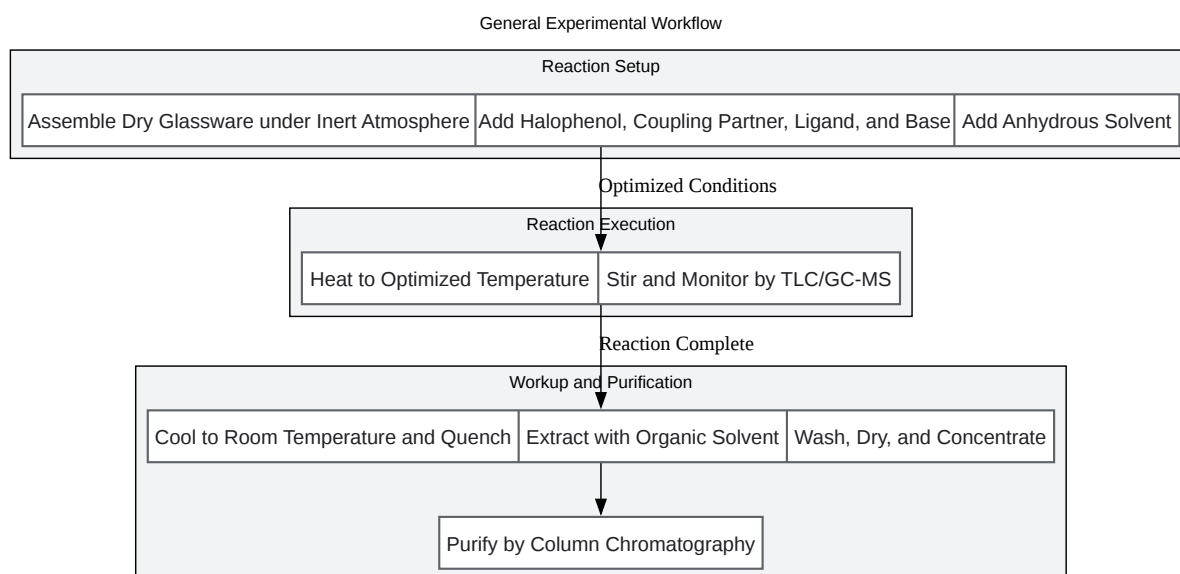 General Experimental Workflow
Reaction Setup
Assemble Dry Glassware under Inert Atmosphere
Add Halophenol, Coupling Partner, Ligand, and Base
Add Anhydrous Solvent
Optimized Conditions
Reaction Execution
Heat to Optimized Temperature
Stir and Monitor by TLC/GC-MS
Reaction Complete
Workup and Purification
Cool to Room Temperature and Quench
Extract with Organic Solvent
Wash, Dry, and Concentrate
Purify by Column Chromatography